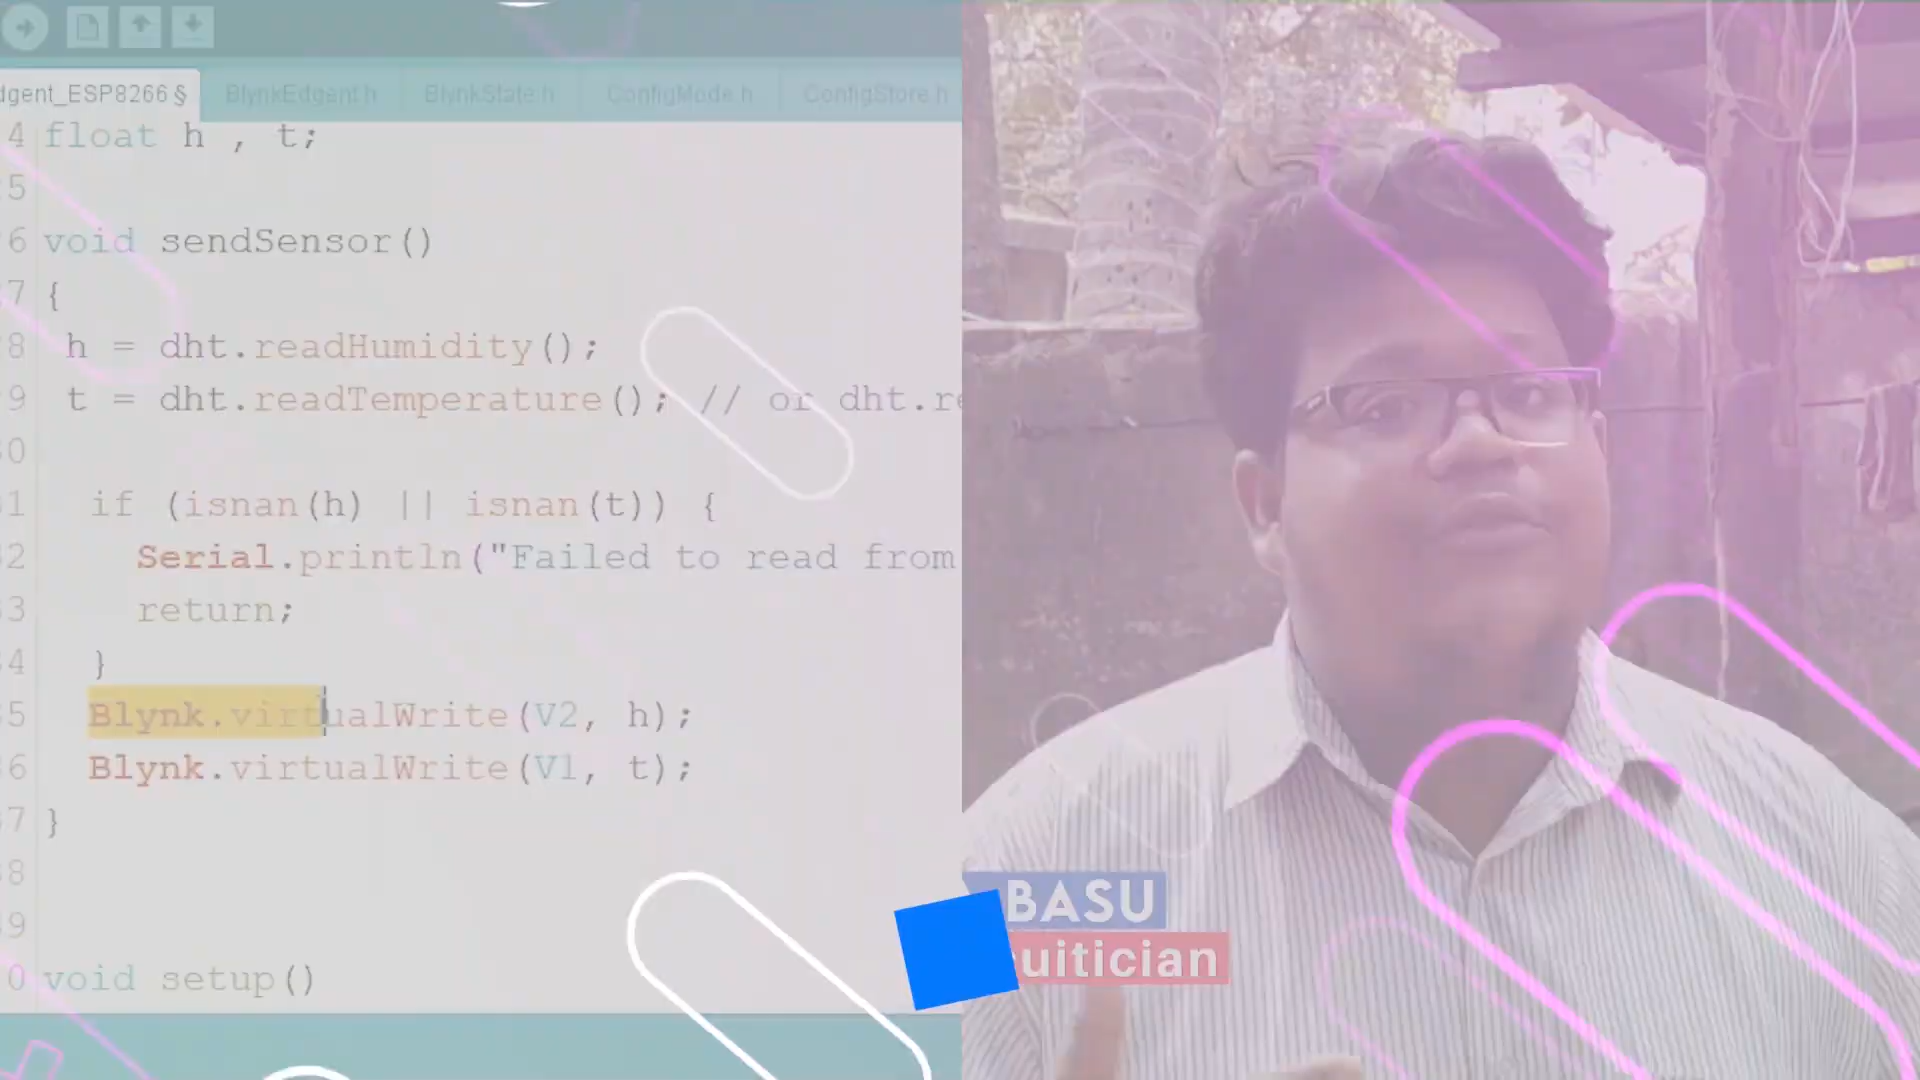 dgent_ESP8266 § BlynkEdgent.h BlynkState.h ConfigMode.h ConfigStore.h
4 float h , t;
5
6 void sendSensor()
7 {
8 h = dht.readHumidity();
9 t = dht.readTemperature(); // or dht.re
0
1 if (isnan(h) || isnan(t)) {
2 Serial.println("Failed to read from
3 return;
4 }
5 Blynk.virtualWrite(V2, h);
6 Blynk.virtualWrite(V1, t);
7 }
8
9
0 void setup()
BASU
uitician